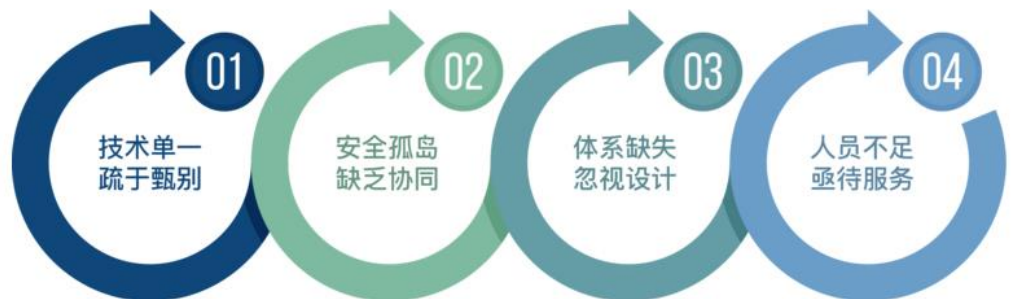 01
技术单一
疏于甄别
02
安全孤岛
缺乏协同
03
体系缺失
忽视设计
04
人员不足
亟待服务